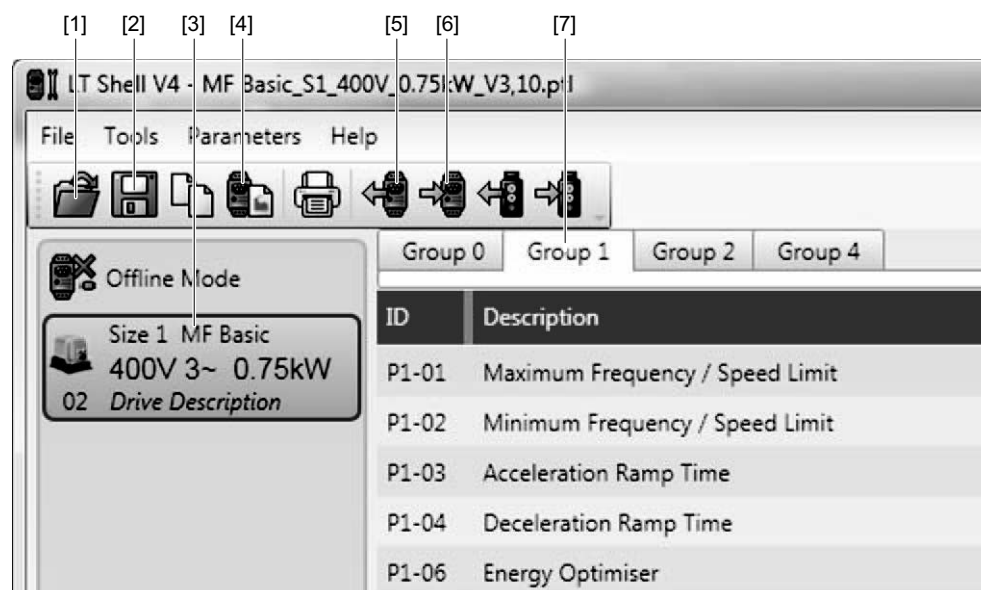 [1] [2] [3] [4] [5] [6] [7]
LT Shell V4 - MF Basic_S1_400V_0.75kW_V3,10.ptl
File Tools Parameters Help
Group 0 Group 1 Group 2 Group 4
Offline Mode
ID Description
Size 1 MF Basic
400V 3~ 0.75kW
02 Drive Description
P1-01 Maximum Frequency / Speed Limit
P1-02 Minimum Frequency / Speed Limit
P1-03 Acceleration Ramp Time
P1-04 Deceleration Ramp Time
P1-06 Energy Optimiser